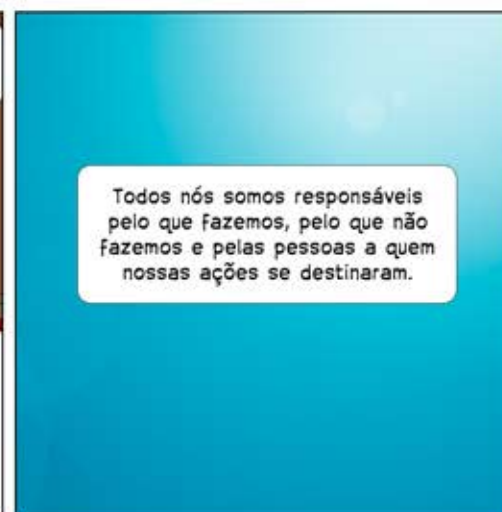 Todos nós somos responsáveis
pelo que fazemos, pelo que não
fazemos e pelas pessoas a quem
nossas ações se destinaram.